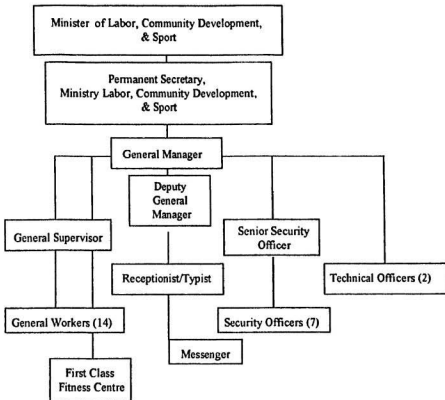 Minister of Labor, Community Development,
& Sport
Permanent Secretary,
Ministry Labor, Community Development,
& Sport
General Manager
Deputy
General
Manager
General Supervisor
Senior Security
Officer
Receptionist/Typist
Technical Officers (2)
General Workers (14)
Security Officers (7)
Messenger
First Class
Fitness Centre